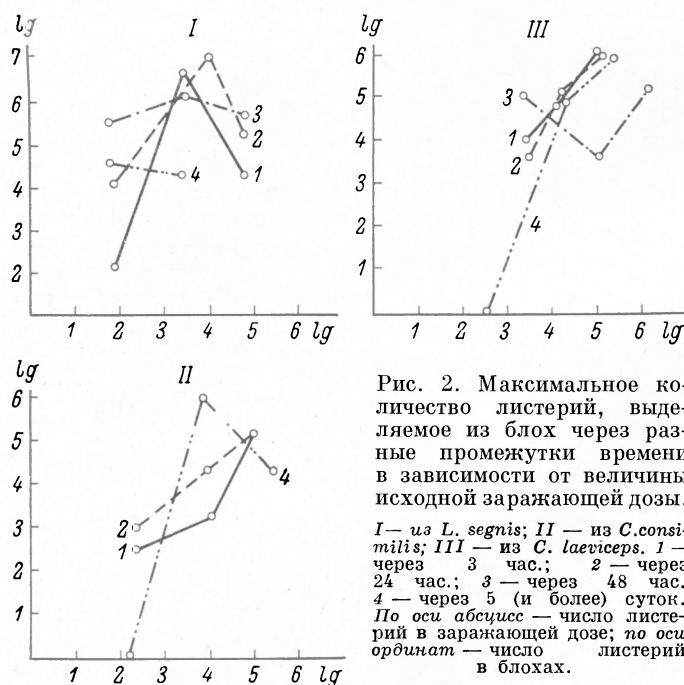 lg
I
7
6
5
4
3
2
1 2 3 4 5 6 lg
3
2
1
4
lg
III
6
5
4
3
2
1
1 2 3 4 5 6 lg
3
1
2
4
lg
II
6
5
4
3
2
1
1 2 3 4 5 6 lg
2
1
4
Рис. 2. Максимальное ко-
личество листерий, выде-
ляемое из блох через раз-
ные промежутки времени
в зависимости от величины
исходной заражающей дозы.
I— из L. segnis; II — из C.consi-
milis; III — из C. laeviceps. 1 —
через 3 час.; 2 — через
24 час.; 3 — через 48 час.
4 — через 5 (и более) суток.
По оси абсцисс — число листе-
рий в заражающей дозе; по оси
ординат — число листерий
в блохах.